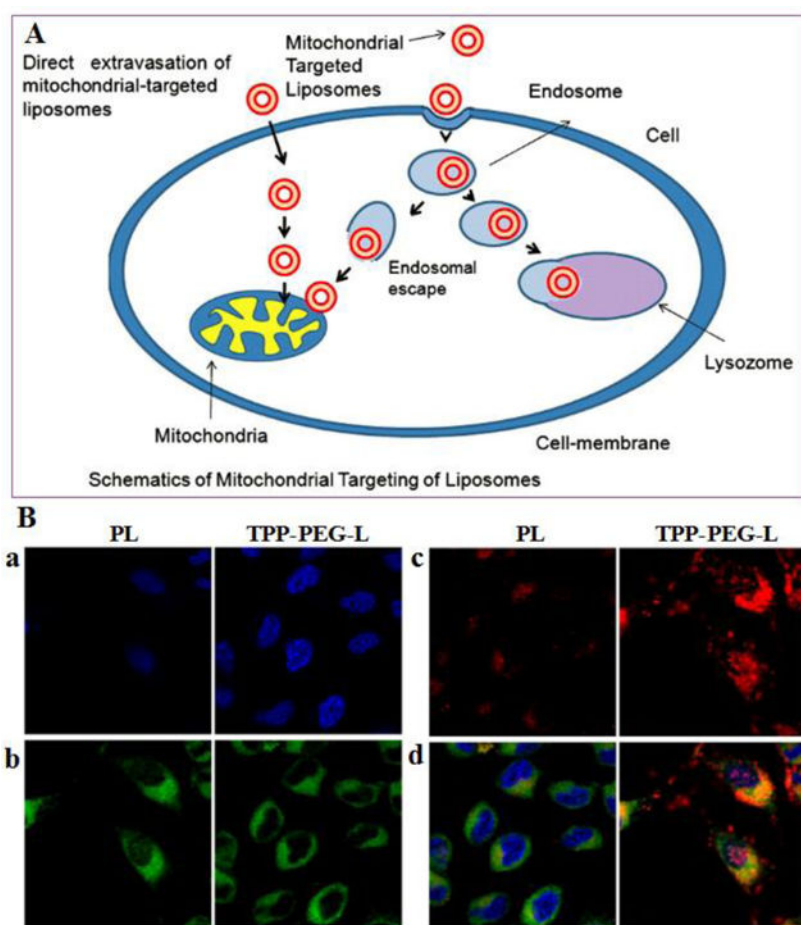 A
Direct extravasation of
mitochondrial-targeted
liposomes
Mitochondrial
Targeted
Liposomes
Endosome
Cell
Endosomal
escape
Lysozome
Mitochondria
Cell-membrane
Schematics of Mitochondrial Targeting of Liposomes
B
PL
TPP-PEG-L
PL
TPP-PEG-L
a
c
b
d